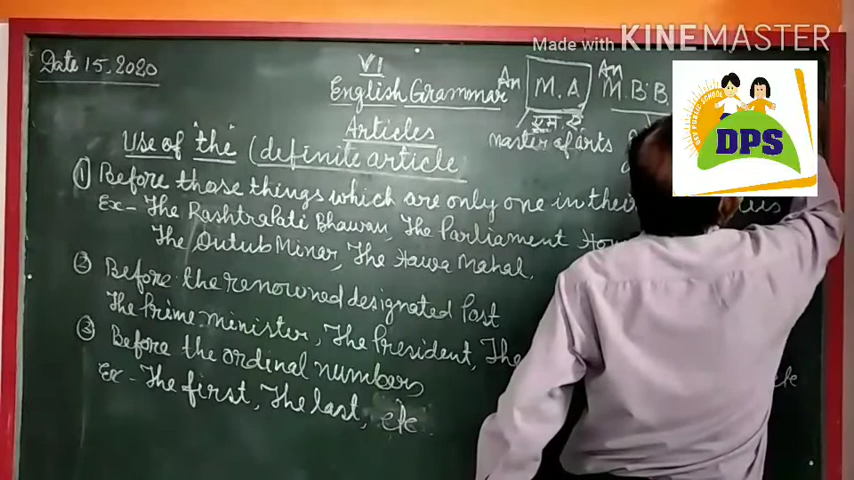 Made with KINEMASTER
Date 15, 2020
VI
English Grammar
An M.A
An M.B.B
एम ए
master of arts
Articles
DPS
Use of "the" (definite article
① Before those things which are only one in their
Ex- The Rashtrapati Bhawan, The Parliament
The Qutub Minar, The Hawa Mahal.
② Before the renowned designated Post
The Prime minister, The President, The
③ Before the ordinal numbers
Ex - The first, The last, etc